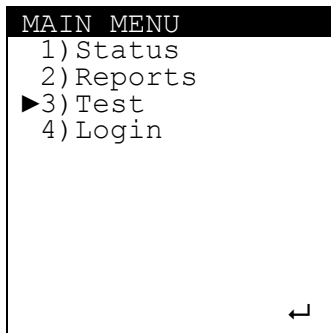 MAIN MENU
1)Status
2)Reports
►3)Test
4)Login
↵